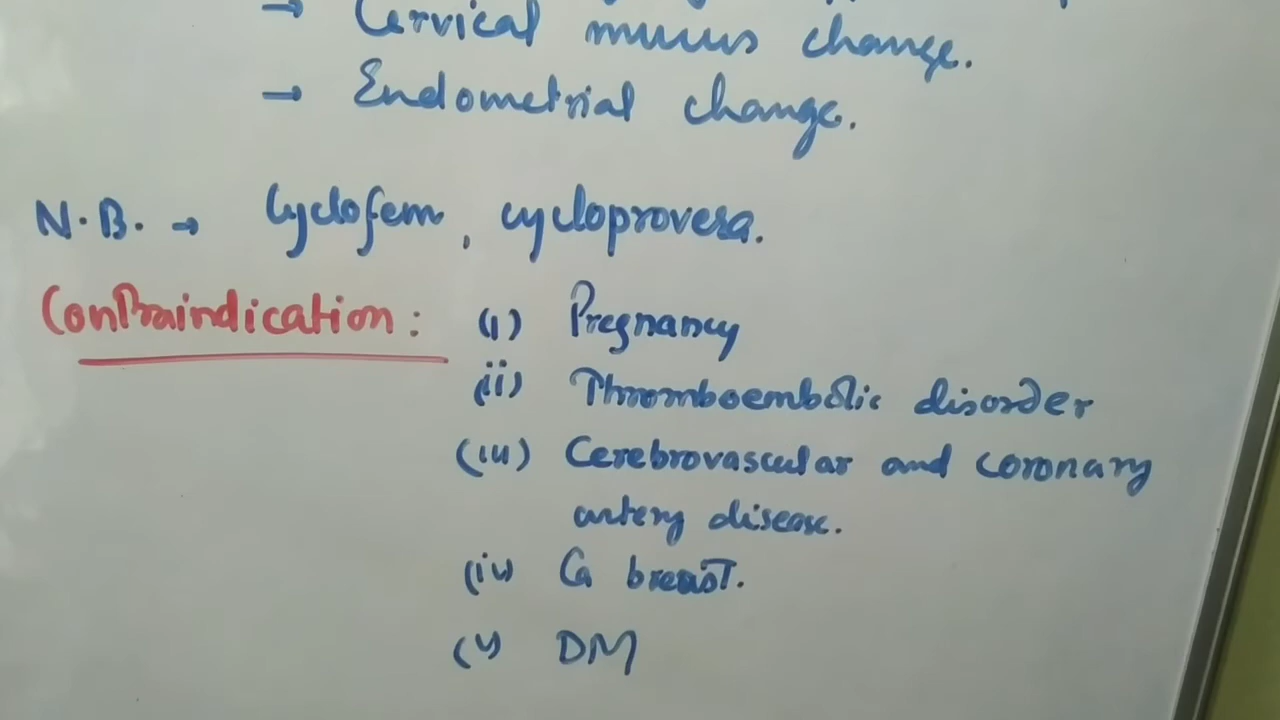 → Cervical mucus change.
→ Endometrial change.
N.B. → Cyclofem, cycloprovera.
Contraindication: (i) Pregnancy
(ii) Thromboembolic disorder
(iii) Cerebrovascular and coronary
artery disease.
(iv) Ca breast.
(v) DM